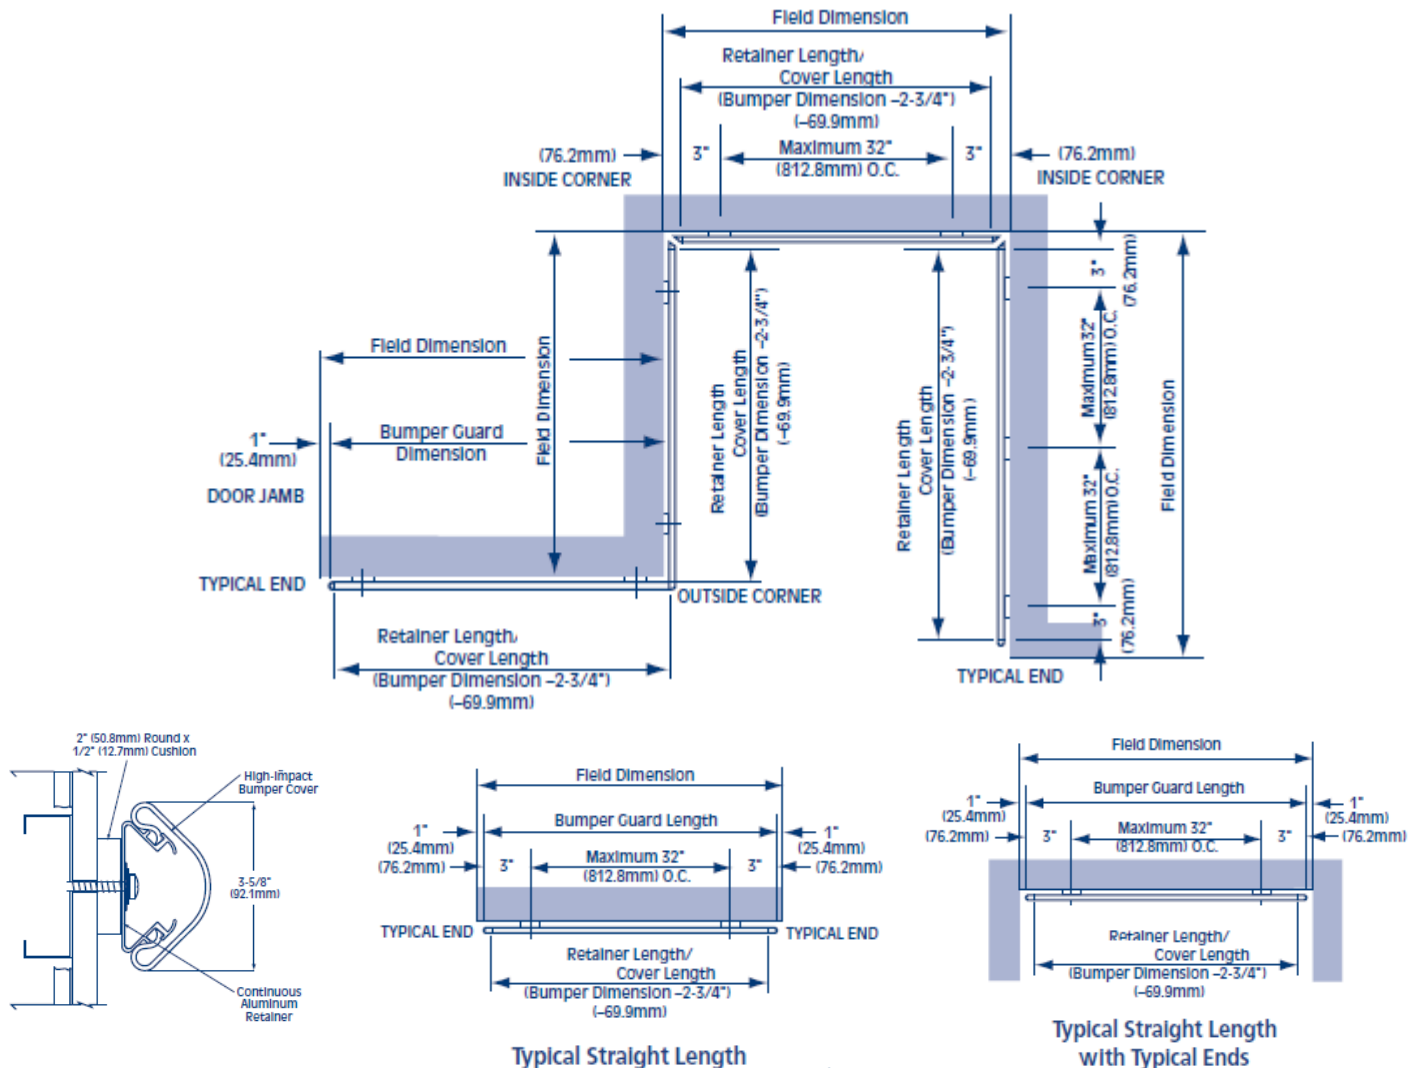 Field Dimension
Retainer Length/
Cover Length
(Bumper Dimension –2-3/4")
(–69.9mm)
(76.2mm)
INSIDE CORNER
3"
Maximum 32"
(812.8mm) O.C.
3"
(76.2mm)
INSIDE CORNER
3"
(76.2mm)
Maximum 32"
(812.8mm) O.C.
Maximum 32"
(812.8mm) O.C.
3"
(76.2mm)
Field Dimension
Field Dimension
Field Dimension
Retainer Length
Cover Length
(Bumper Dimension –2-3/4")
(–69.9mm)
Retainer Length
Cover Length
(Bumper Dimension –2-3/4")
(–69.9mm)
1"
(25.4mm)
Bumper Guard
Dimension
DOOR JAMB
TYPICAL END
OUTSIDE CORNER
Retainer Length/
Cover Length
(Bumper Dimension –2-3/4")
(–69.9mm)
TYPICAL END
2" (50.8mm) Round x
1/2" (12.7mm) Cushion
High-Impact
Bumper Cover
3-5/8"
(92.1mm)
Continuous
Aluminum
Retainer
Field Dimension
Bumper Guard Length
1"
(25.4mm)
(76.2mm)
3"
Maximum 32"
(812.8mm) O.C.
3"
1"
(25.4mm)
(76.2mm)
TYPICAL END
TYPICAL END
Retainer Length/
Cover Length
(Bumper Dimension –2-3/4")
(–69.9mm)
Typical Straight Length
Field Dimension
Bumper Guard Length
1"
(25.4mm)
(76.2mm)
3"
Maximum 32"
(812.8mm) O.C.
3"
1"
(25.4mm)
(76.2mm)
Retainer Length/
Cover Length
(Bumper Dimension –2-3/4")
(–69.9mm)
Typical Straight Length
with Typical Ends